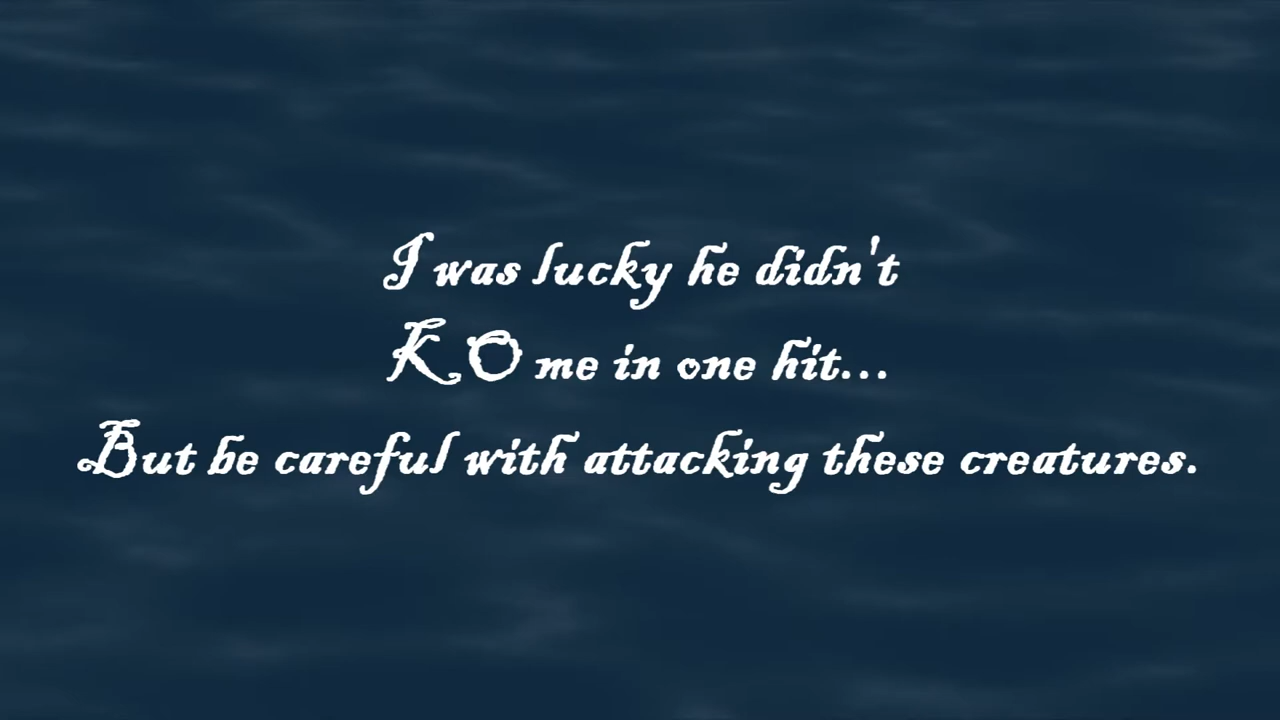 I was lucky he didn't
KO me in one hit...
But be careful with attacking these creatures.